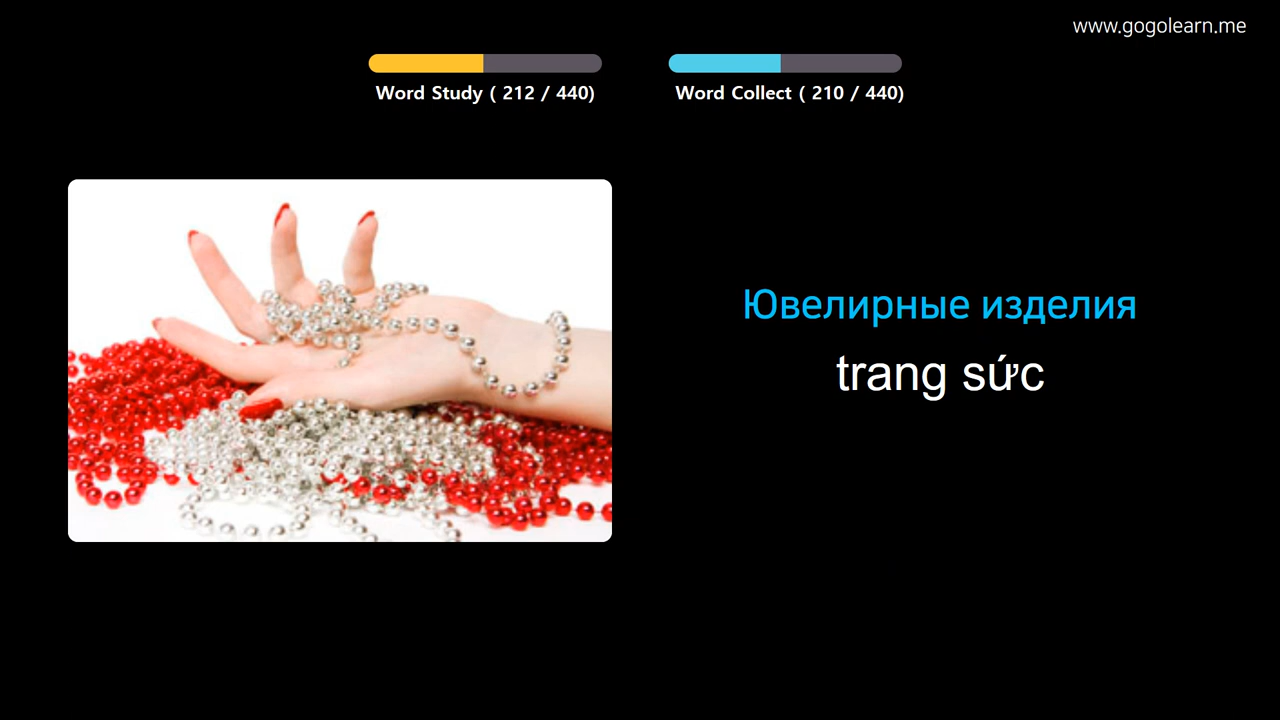 www.gogolearn.me
Word Study ( 212 / 440)
Word Collect ( 210 / 440)
Ювелирные изделия
trang sức